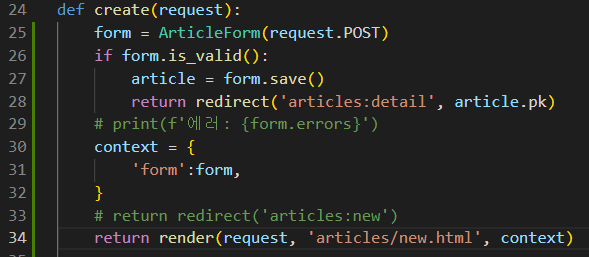 24 def create(request):
25     form = ArticleForm(request.POST)
26     if form.is_valid():
27         article = form.save()
28         return redirect('articles:detail', article.pk)
29     # print(f'에러: {form.errors}')
30     context = {
31         'form':form,
32     }
33     # return redirect('articles:new')
34     return render(request, 'articles/new.html', context)